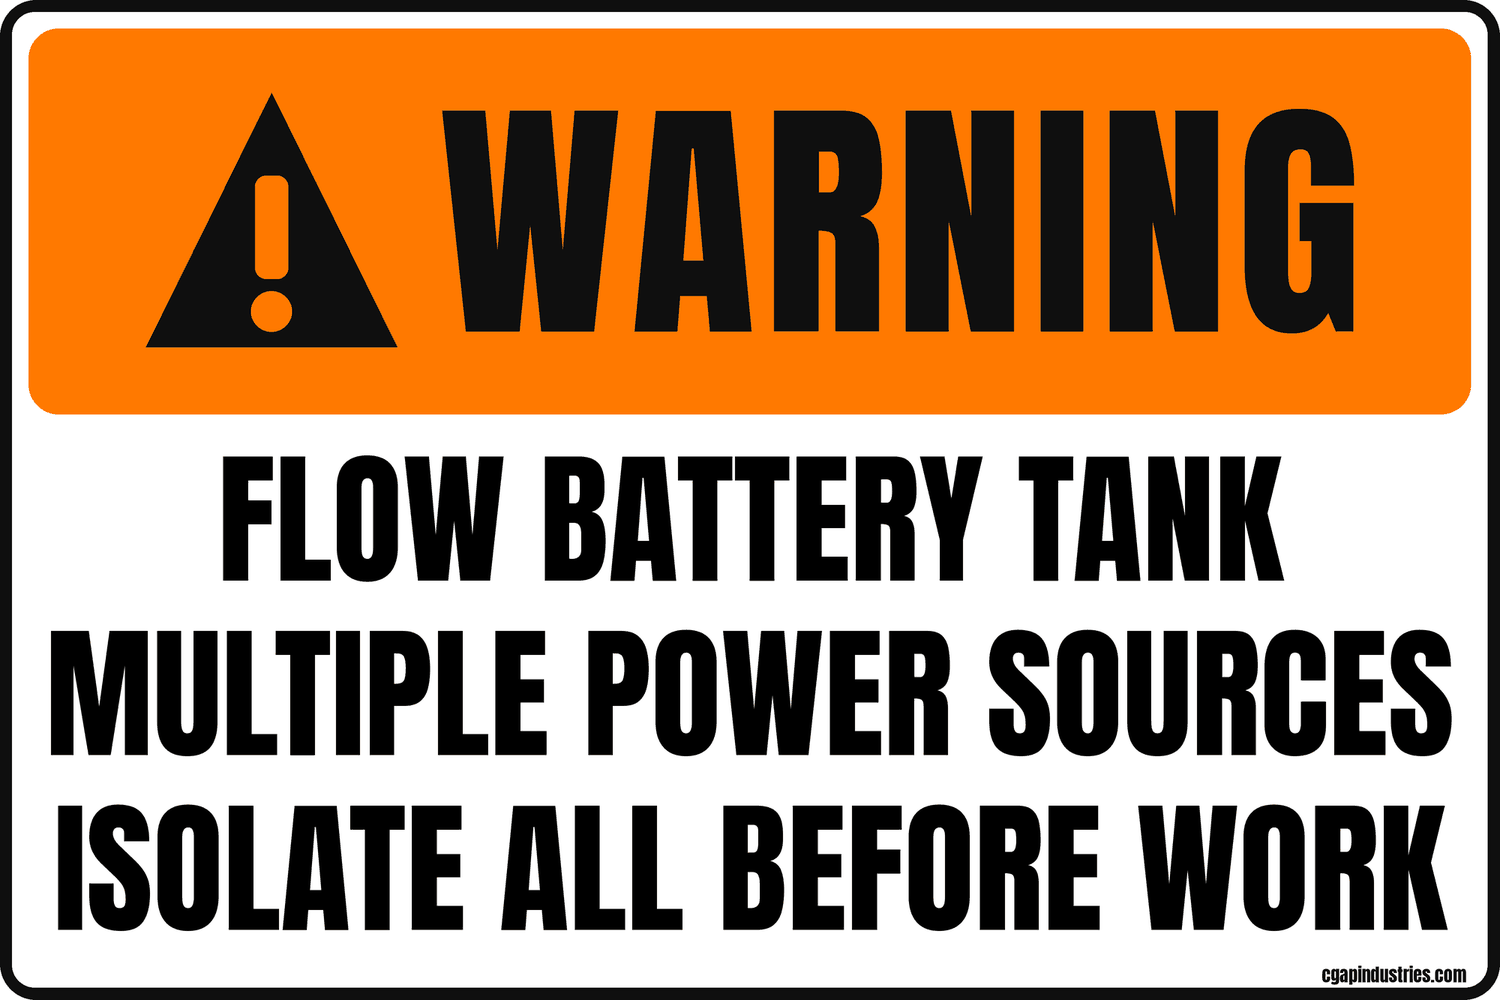 WARNING
FLOW BATTERY TANK
MULTIPLE POWER SOURCES
ISOLATE ALL BEFORE WORK
cgapindustries.com